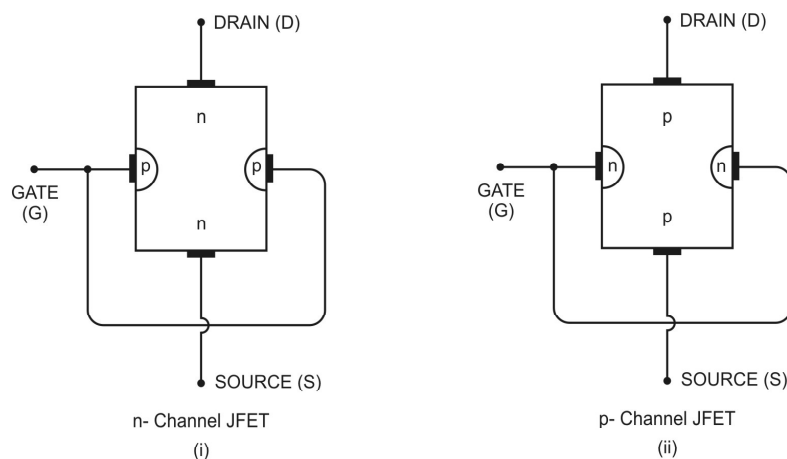 DRAIN (D)
n
p
p
GATE
(G)
n
SOURCE (S)
n- Channel JFET
(i)
DRAIN (D)
p
n
n
GATE
(G)
p
SOURCE (S)
p- Channel JFET
(ii)